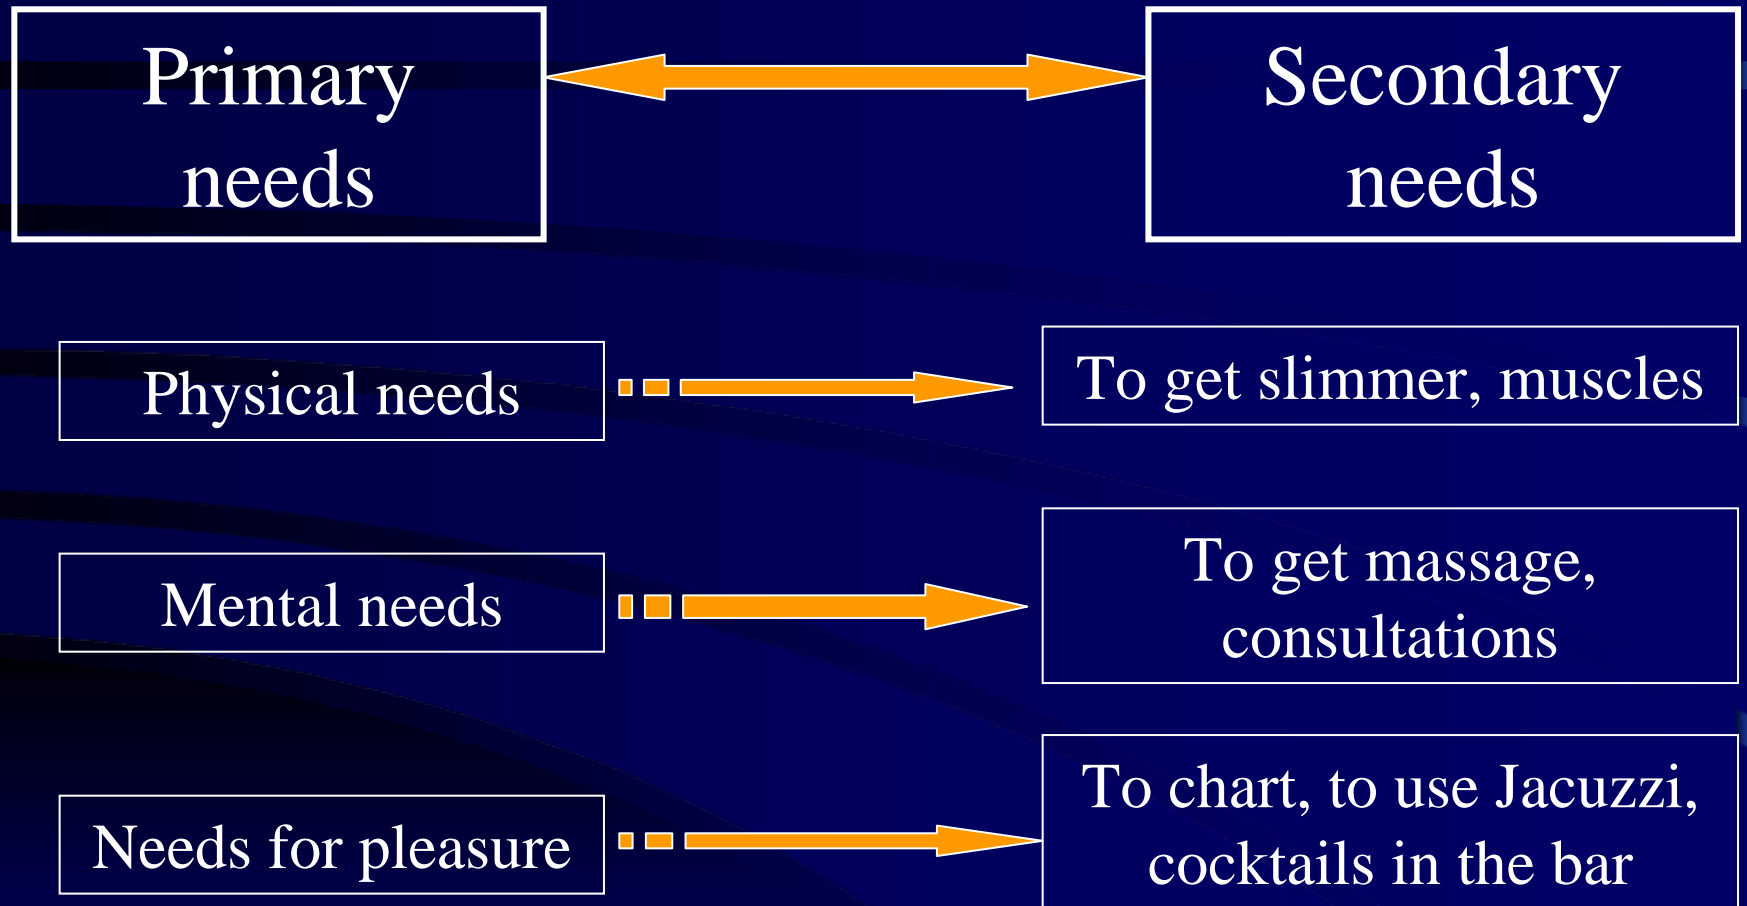 Primary
needs
Secondary
needs
Physical needs
To get slimmer, muscles
Mental needs
To get massage,
consultations
Needs for pleasure
To chart, to use Jacuzzi,
cocktails in the bar